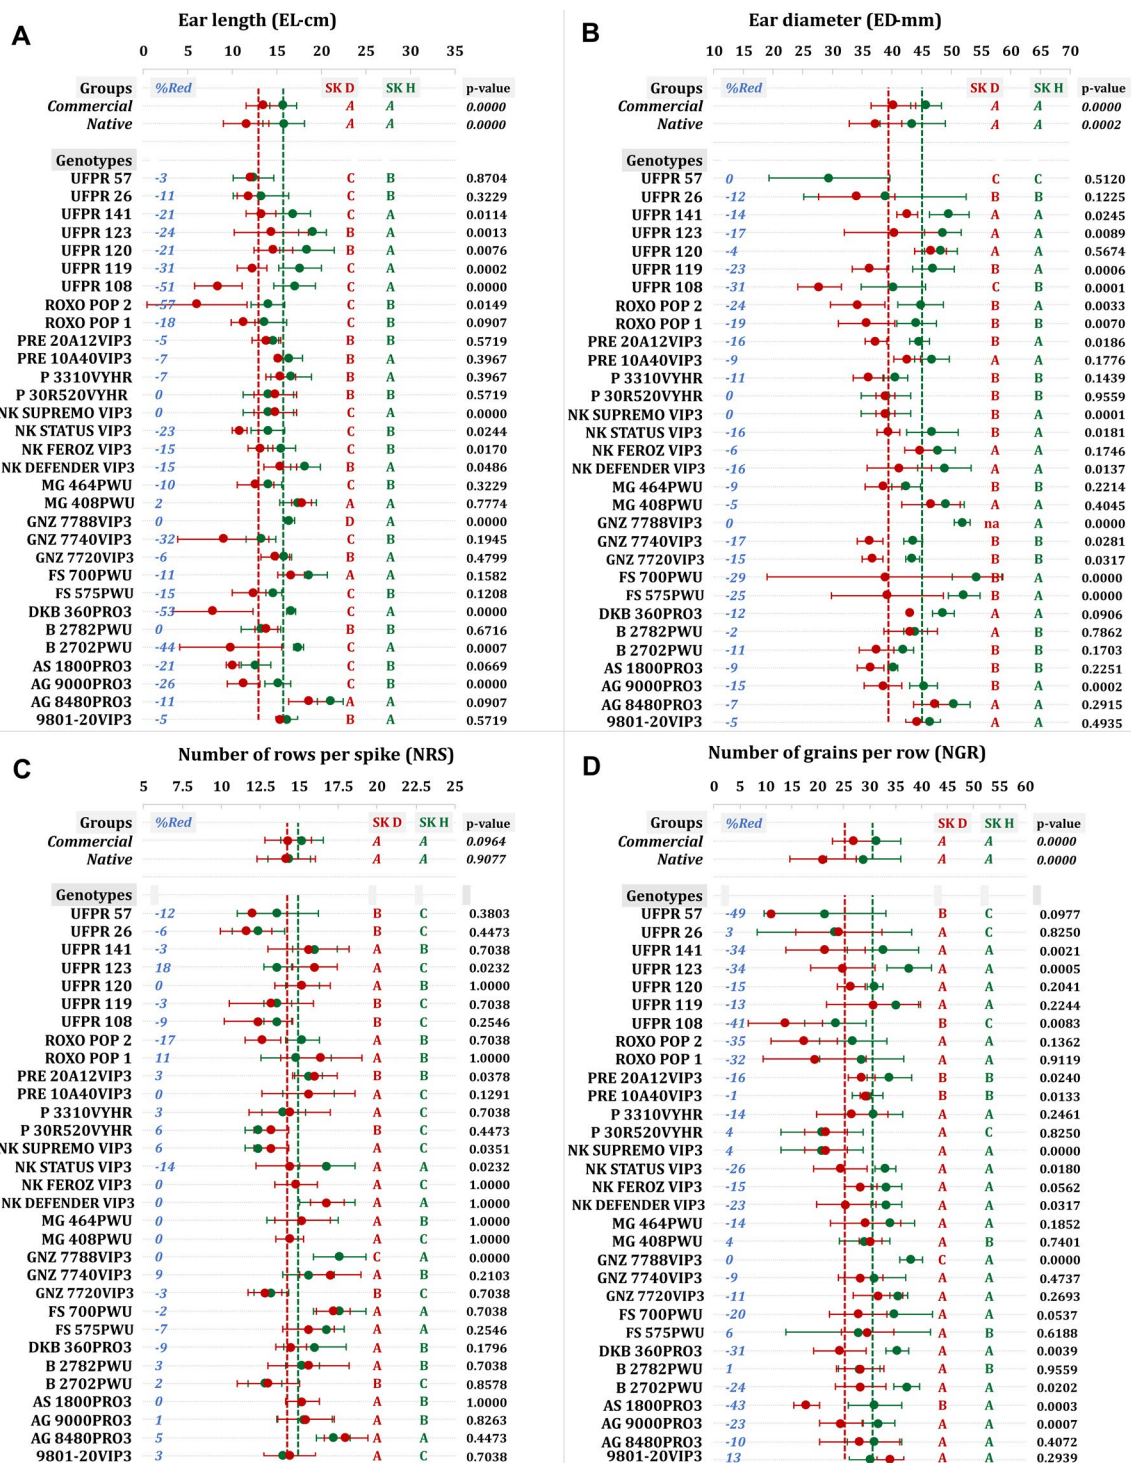 A
Ear length (EL-cm)
0 5 10 15 20 25 30 35
Groups %Red SK D SK H p-value
Commercial A A 0.0000
Native A A 0.0000
Genotypes
UFPR 57 -3 C B 0.8704
UFPR 26 -11 C B 0.3229
UFPR 141 -21 C A 0.0114
UFPR 123 -24 B A 0.0013
UFPR 120 -21 B A 0.0076
UFPR 119 -31 C A 0.0002
UFPR 108 -51 C A 0.0000
ROXO POP 2 -57 C B 0.0149
ROXO POP 1 -18 C B 0.0907
PRE 20A12VIP3 -5 B B 0.5719
PRE 10A40VIP3 -7 B A 0.3967
P 3310VYHR -7 B A 0.3967
P 30R520VYHR 0 B B 0.5719
NK SUPREMO VIP3 0 C A 0.0000
NK STATUS VIP3 -23 C B 0.0244
NK FEROZ VIP3 -15 C B 0.0170
NK DEFENDER VIP3 -15 B A 0.0486
MG 464PWU -10 C B 0.3229
MG 408PWU 2 A A 0.7774
GNZ 7788VIP3 0 D A 0.0000
GNZ 7740VIP3 -32 C B 0.1945
GNZ 7720VIP3 -6 B A 0.4799
FS 700PWU -11 A A 0.1582
FS 575PWU -15 C B 0.1208
DKB 360PRO3 -53 C A 0.0000
B 2782PWU 0 B B 0.6716
B 2702PWU -44 C A 0.0007
AS 1800PRO3 -21 C B 0.0669
AG 9000PRO3 -26 C B 0.0000
AG 8480PRO3 -11 A A 0.0907
9801-20VIP3 -5 B A 0.5719
B
Ear diameter (ED-mm)
10 15 20 25 30 35 40 45 50 55 60 65 70
Groups %Red SK D SK H p-value
Commercial A A 0.0000
Native A A 0.0002
Genotypes
UFPR 57 0 C C 0.5120
UFPR 26 -12 B B 0.1225
UFPR 141 -14 A A 0.0245
UFPR 123 -17 A A 0.0089
UFPR 120 -4 A A 0.5674
UFPR 119 -23 B A 0.0006
UFPR 108 -31 C B 0.0001
ROXO POP 2 -24 B A 0.0033
ROXO POP 1 -19 B B 0.0070
PRE 20A12VIP3 -16 B A 0.0186
PRE 10A40VIP3 -9 A A 0.1776
P 3310VYHR -11 B B 0.1439
P 30R520VYHR 0 B B 0.9559
NK SUPREMO VIP3 0 B A 0.0001
NK STATUS VIP3 -16 B A 0.0181
NK FEROZ VIP3 -6 A A 0.1746
NK DEFENDER VIP3 -16 A A 0.0137
MG 464PWU -9 B B 0.2214
MG 408PWU -5 A A 0.4045
GNZ 7788VIP3 0 na A 0.0000
GNZ 7740VIP3 -17 B B 0.0281
GNZ 7720VIP3 -15 B B 0.0317
FS 700PWU -29 B A 0.0000
FS 575PWU -25 B A 0.0000
DKB 360PRO3 -12 A A 0.0906
B 2782PWU -2 A B 0.7862
B 2702PWU -11 B B 0.1703
AS 1800PRO3 -9 B B 0.2251
AG 9000PRO3 -15 B A 0.0002
AG 8480PRO3 -7 A A 0.2915
9801-20VIP3 -5 A A 0.4935
C
Number of rows per spike (NRS)
5 7.5 10 12.5 15 17.5 20 22.5 25
Groups %Red SK D SK H p-value
Commercial A A 0.0964
Native A A 0.9077
Genotypes
UFPR 57 -12 B C 0.3803
UFPR 26 -6 B C 0.4473
UFPR 141 -3 A B 0.7038
UFPR 123 18 A C 0.0232
UFPR 120 0 A B 1.0000
UFPR 119 -3 B C 0.7038
UFPR 108 -9 B C 0.2546
ROXO POP 2 -17 A B 0.7038
ROXO POP 1 11 A B 1.0000
PRE 20A12VIP3 3 B B 0.0378
PRE 10A40VIP3 0 A B 0.1291
P 3310VYHR 3 A C 0.7038
P 30R520VYHR 6 B C 0.4473
NK SUPREMO VIP3 6 A C 0.0351
NK STATUS VIP3 -14 A A 0.0232
NK FEROZ VIP3 0 A C 1.0000
NK DEFENDER VIP3 0 A A 1.0000
MG 464PWU 0 A B 1.0000
MG 408PWU 0 A C 1.0000
GNZ 7788VIP3 C A 0.0000
GNZ 7740VIP3 9 A B 0.2103
GNZ 7720VIP3 -3 B C 0.7038
FS 700PWU -2 A A 0.7038
FS 575PWU -7 A A 0.2546
DKB 360PRO3 -9 A B 0.1796
B 2782PWU 3 A B 0.7038
B 2702PWU 2 B C 0.8578
AS 1800PRO3 0 A B 1.0000
AG 9000PRO3 1 A B 0.8263
AG 8480PRO3 5 A A 0.4473
9801-20VIP3 3 A C 0.7038
D
Number of grains per row (NGR)
0 5 10 15 20 25 30 35 40 45 50 55 60
Groups %Red SK D SK H p-value
Commercial A A 0.0000
Native A A 0.0000
Genotypes
UFPR 57 -49 B C 0.0977
UFPR 26 3 A C 0.8250
UFPR 141 -34 A A 0.0021
UFPR 123 -34 A A 0.0005
UFPR 120 -15 A A 0.2041
UFPR 119 -13 A A 0.2244
UFPR 108 -41 B C 0.0083
ROXO POP 2 -35 A A 0.1362
ROXO POP 1 -32 A A 0.9119
PRE 20A12VIP3 -16 B B 0.0240
PRE 10A40VIP3 -1 B B 0.0133
P 3310VYHR -14 A A 0.2461
P 30R520VYHR 4 A C 0.8250
NK SUPREMO VIP3 4 A A 0.0000
NK STATUS VIP3 -26 A A 0.0180
NK FEROZ VIP3 -15 A A 0.0562
NK DEFENDER VIP3 -23 A A 0.0317
MG 464PWU -14 A A 0.1852
MG 408PWU 4 A B 0.7401
GNZ 7788VIP3 0 C A 0.0000
GNZ 7740VIP3 -9 A A 0.4737
GNZ 7720VIP3 -11 A A 0.2693
FS 700PWU -20 A A 0.0537
FS 575PWU 6 A B 0.6188
DKB 360PRO3 -31 A A 0.0039
B 2782PWU 1 A B 0.9559
B 2702PWU -24 A A 0.0202
AS 1800PRO3 -43 B A 0.0003
AG 9000PRO3 -23 A A 0.0007
AG 8480PRO3 -10 A A 0.4072
9801-20VIP3 13 A A 0.2939